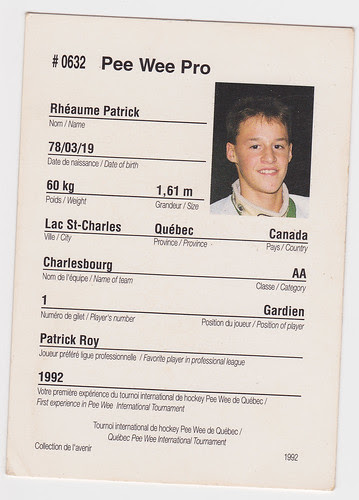 # 0632 Pee Wee Pro
Rhéaume Patrick
Nom / Name
78/03/19
Date de naissance / Date of birth
60 kg 1,61 m
Poids / Weight Grandeur / Size
Lac St-Charles Québec Canada
Ville / City Province / Province Pays / Country
Charlesbourg AA
Nom de l'équipe / Name of team Classe / Category
1 Gardien
Numéro de gilet / Player's number Position du joueur / Position of player
Patrick Roy
Joueur préféré ligue professionnelle / Favorite player in professional league
1992
Votre première expérience du tournoi international de hockey Pee Wee de Québec /
First experience in Pee Wee International Tournament
Tournoi international de hockey Pee Wee de Québec /
Québec Pee Wee International Tournament
Collection de l'avenir 1992